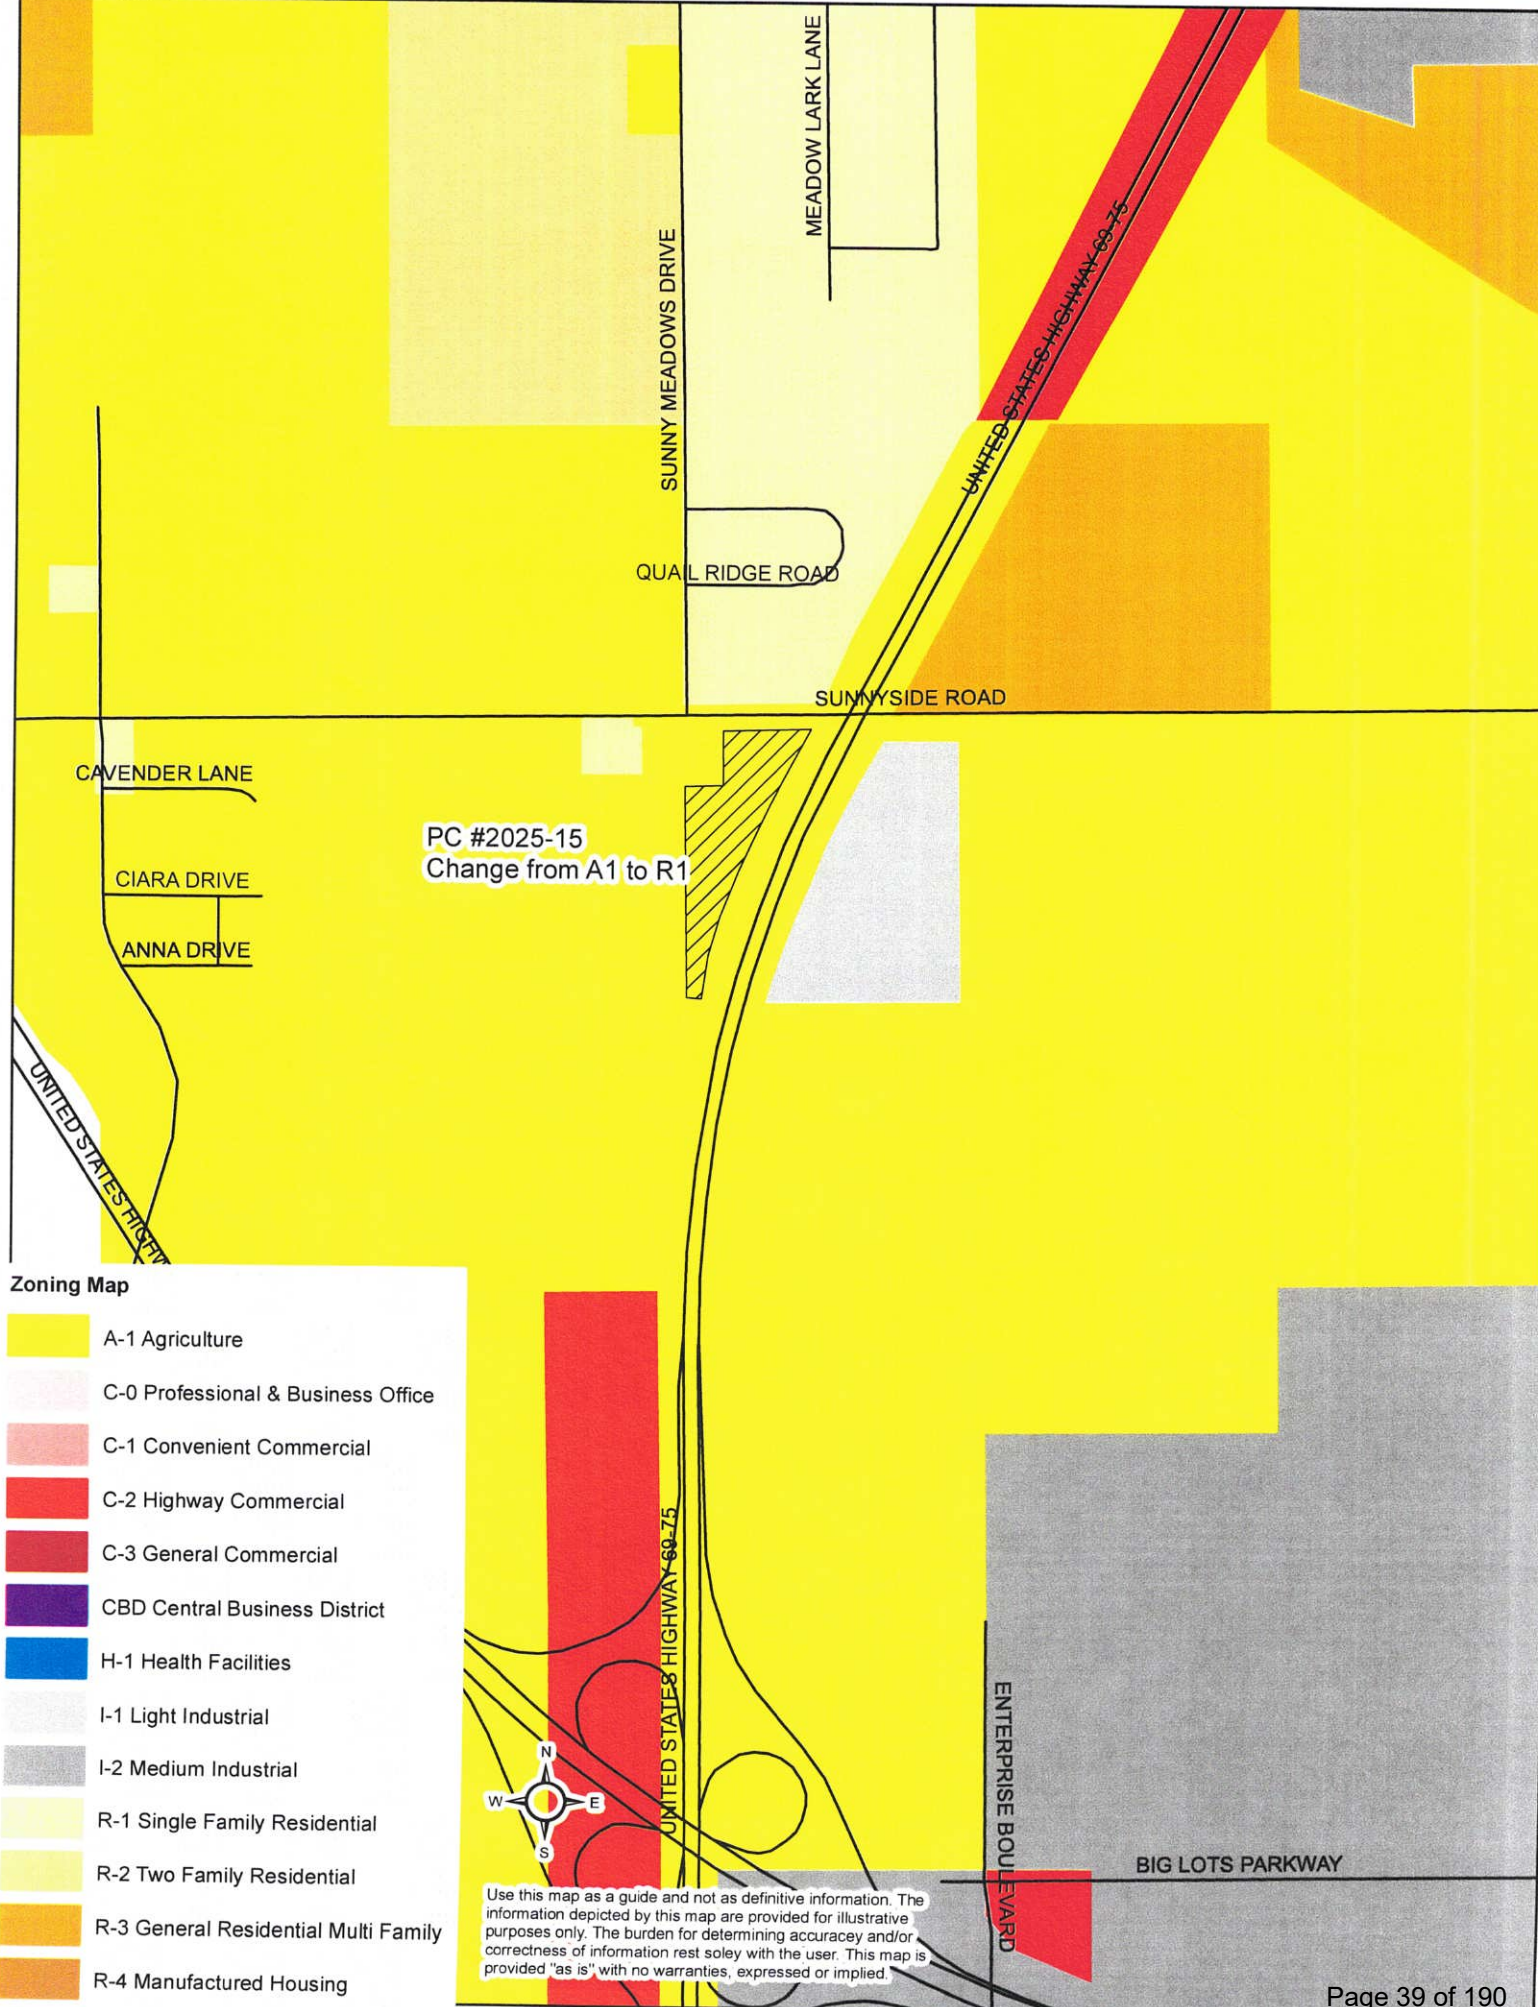 MEADOW LARK LANE
SUNNY MEADOWS DRIVE
UNITED STATES HIGHWAY 69-75
QUAIL RIDGE ROAD
SUNNYSIDE ROAD
CAVENDER LANE
PC #2025-15
Change from A1 to R1
CIARA DRIVE
ANNA DRIVE
UNITED STATES HIGHW
Zoning Map
A-1 Agriculture
C-0 Professional & Business Office
C-1 Convenient Commercial
C-2 Highway Commercial
C-3 General Commercial
CBD Central Business District
H-1 Health Facilities
I-1 Light Industrial
I-2 Medium Industrial
R-1 Single Family Residential
R-2 Two Family Residential
R-3 General Residential Multi Family
R-4 Manufactured Housing
UNITED STATES HIGHWAY 69-75
N
W
E
S
ENTERPRISE BOULEVARD
BIG LOTS PARKWAY
Use this map as a guide and not as definitive information. The
information depicted by this map are provided for illustrative
purposes only. The burden for determining accuracey and/or
correctness of information rest soley with the user. This map is
provided "as is" with no warranties, expressed or implied.
Page 39 of 190